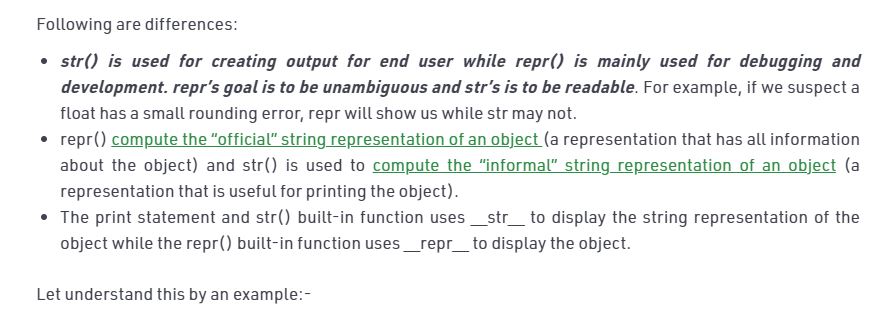 Following are differences:
• str() is used for creating output for end user while repr() is mainly used for debugging and
development. repr's goal is to be unambiguous and str's is to be readable. For example, if we suspect a
float has a small rounding error, repr will show us while str may not.
• repr() compute the “official” string representation of an object (a representation that has all information
about the object) and str() is used to compute the “informal” string representation of an object (a
representation that is useful for printing the object).
• The print statement and str() built-in function uses __str__ to display the string representation of the
object while the repr() built-in function uses __repr__ to display the object.
Let understand this by an example:-